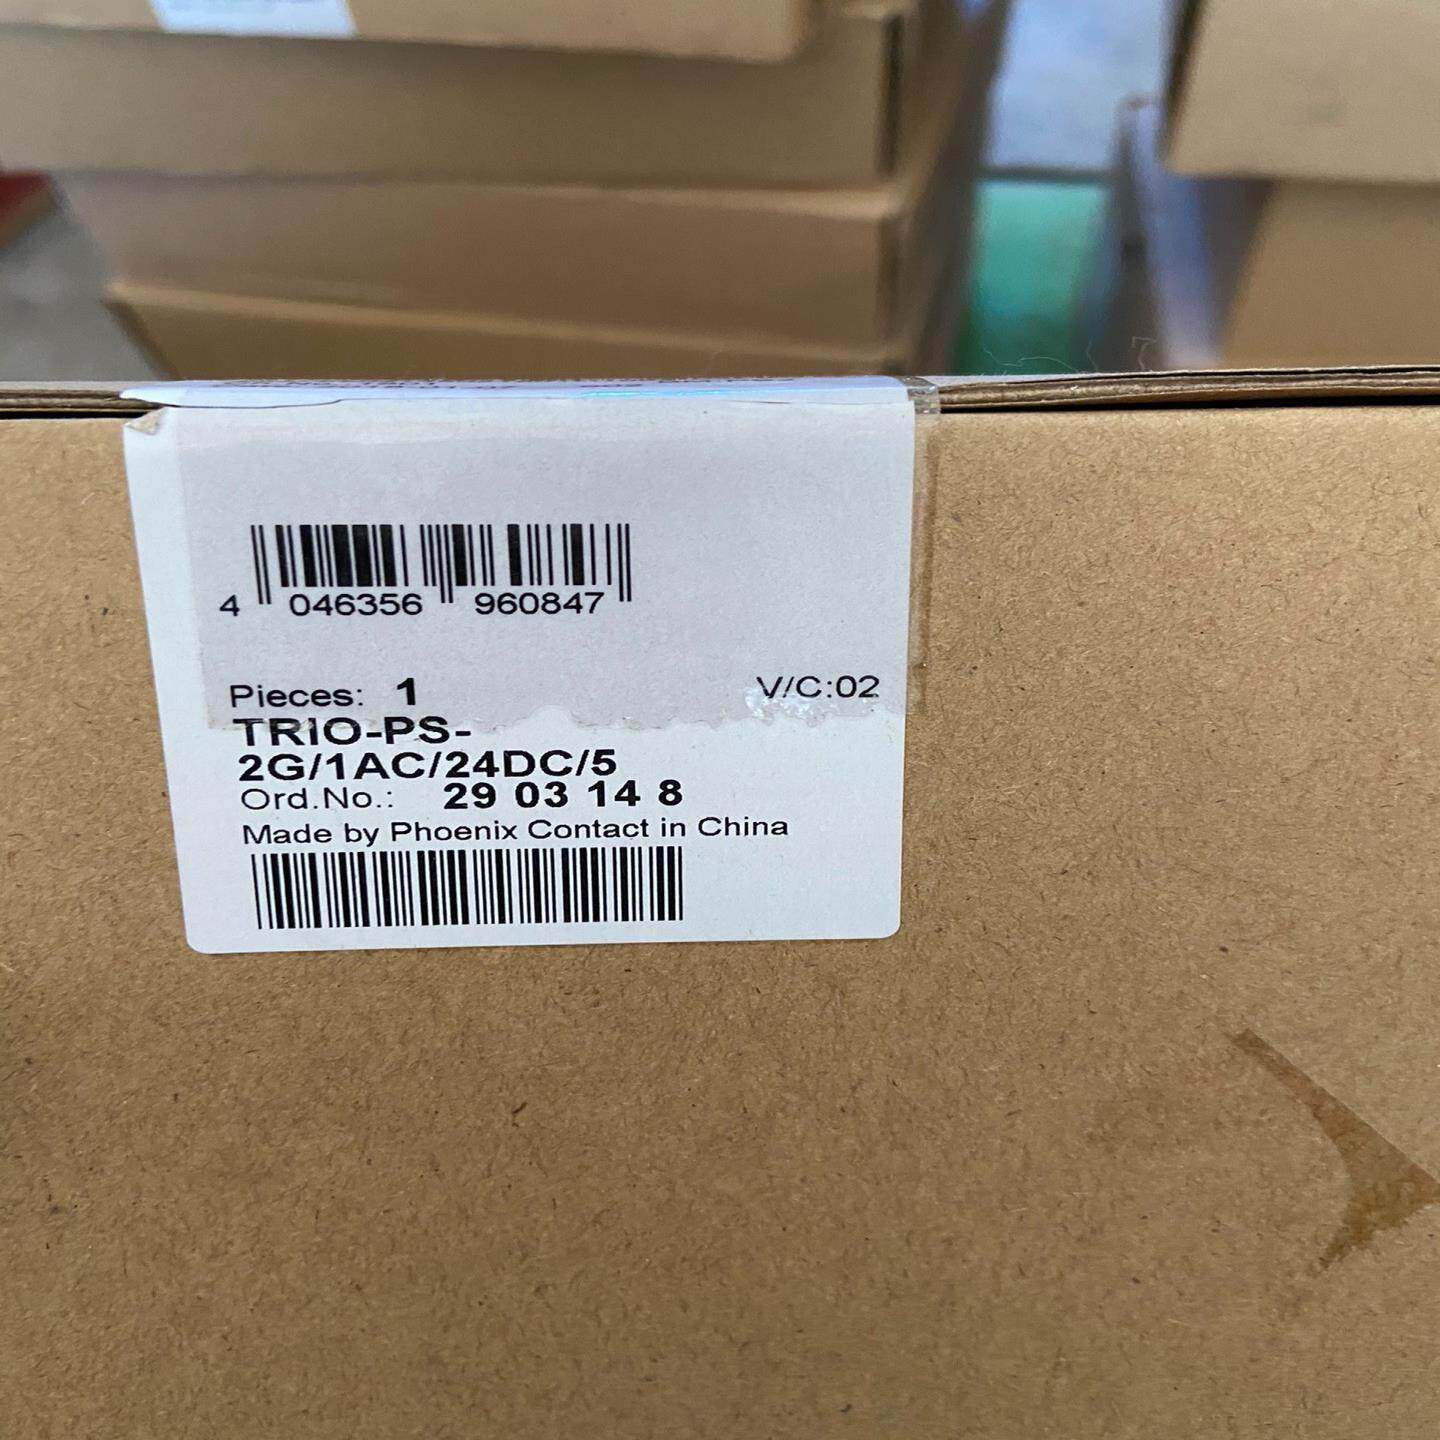 4 046356 960847
Pieces: 1 V/C:02
TRIO-PS-
2G/1AC/24DC/5
Ord.No.: 29 03 14 8
Made by Phoenix Contact in China